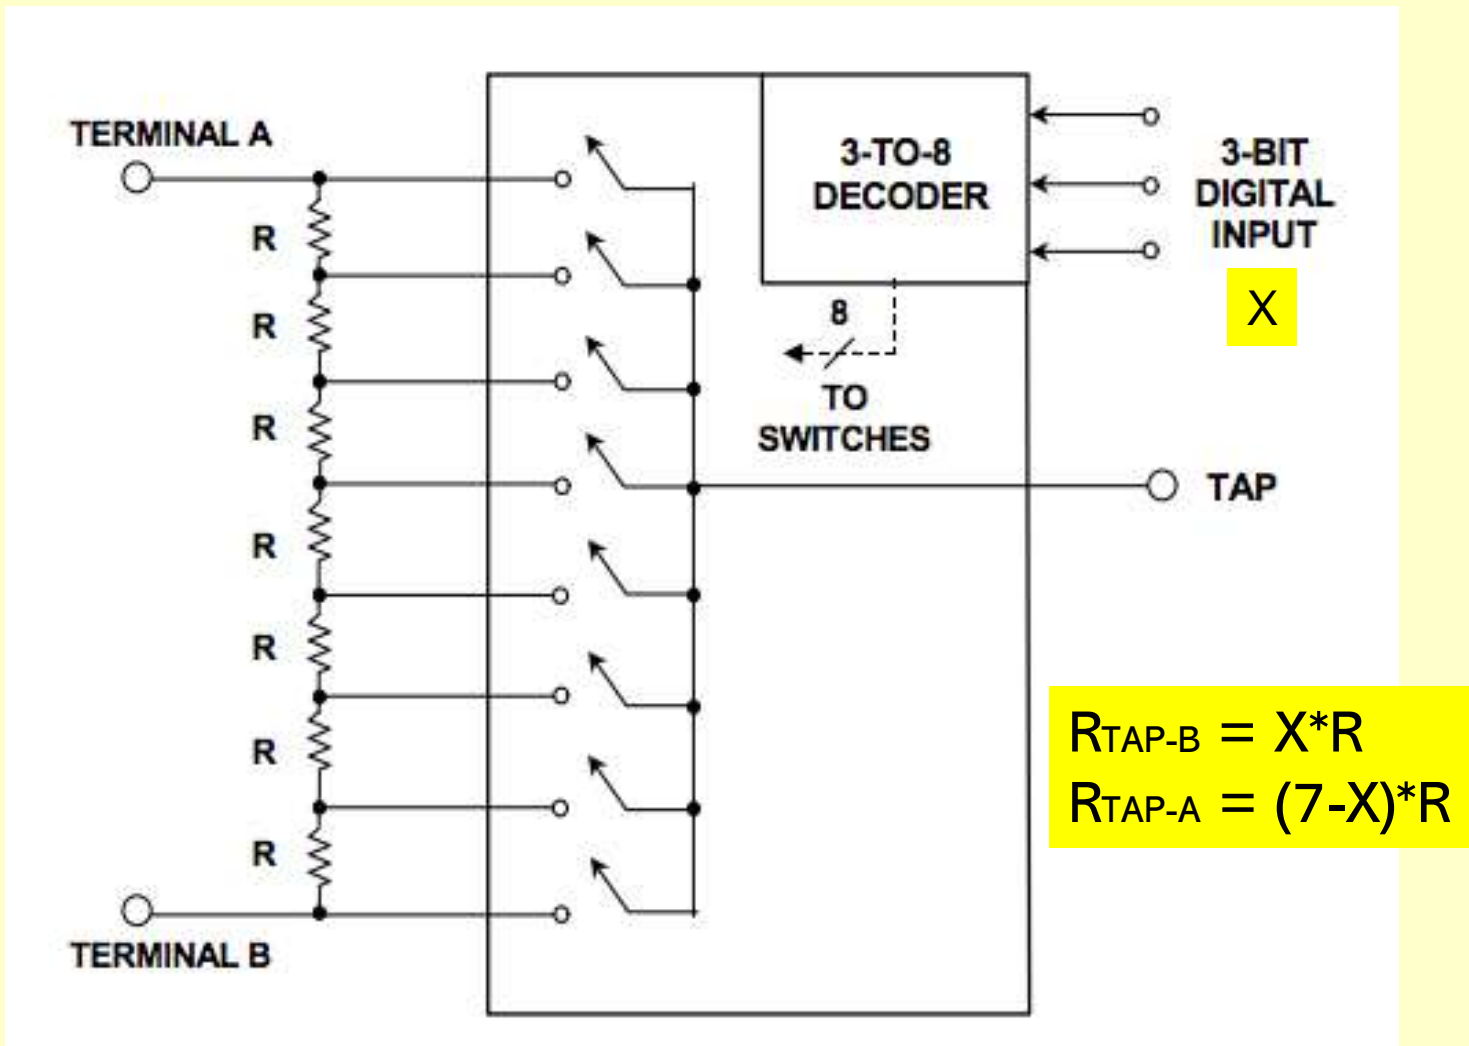 TERMINAL A
R
R
R
R
R
R
R
TERMINAL B
3-TO-8
DECODER
3-BIT
DIGITAL
INPUT
X
8
TO
SWITCHES
TAP
RTAP-B = X*R
RTAP-A = (7-X)*R